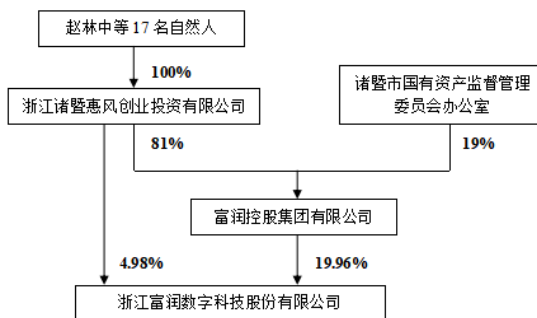 赵林中等 17 名自然人
100%
浙江诸暨惠风创业投资有限公司
诸暨市国有资产监督管理
委员会办公室
81%
19%
富润控股集团有限公司
4.98%
19.96%
浙江富润数字科技股份有限公司